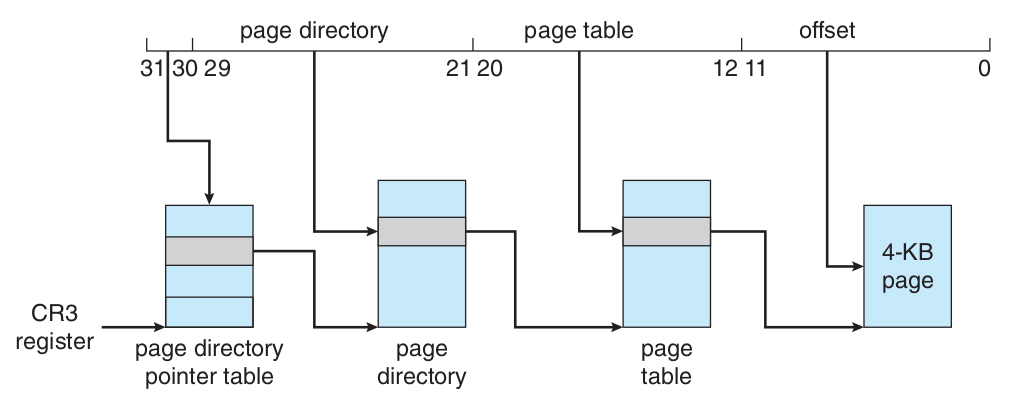 page directory page table offset
31 30 29 21 20 12 11 0
4-KB
page
CR3
register
page directory
pointer table
page
directory
page
table